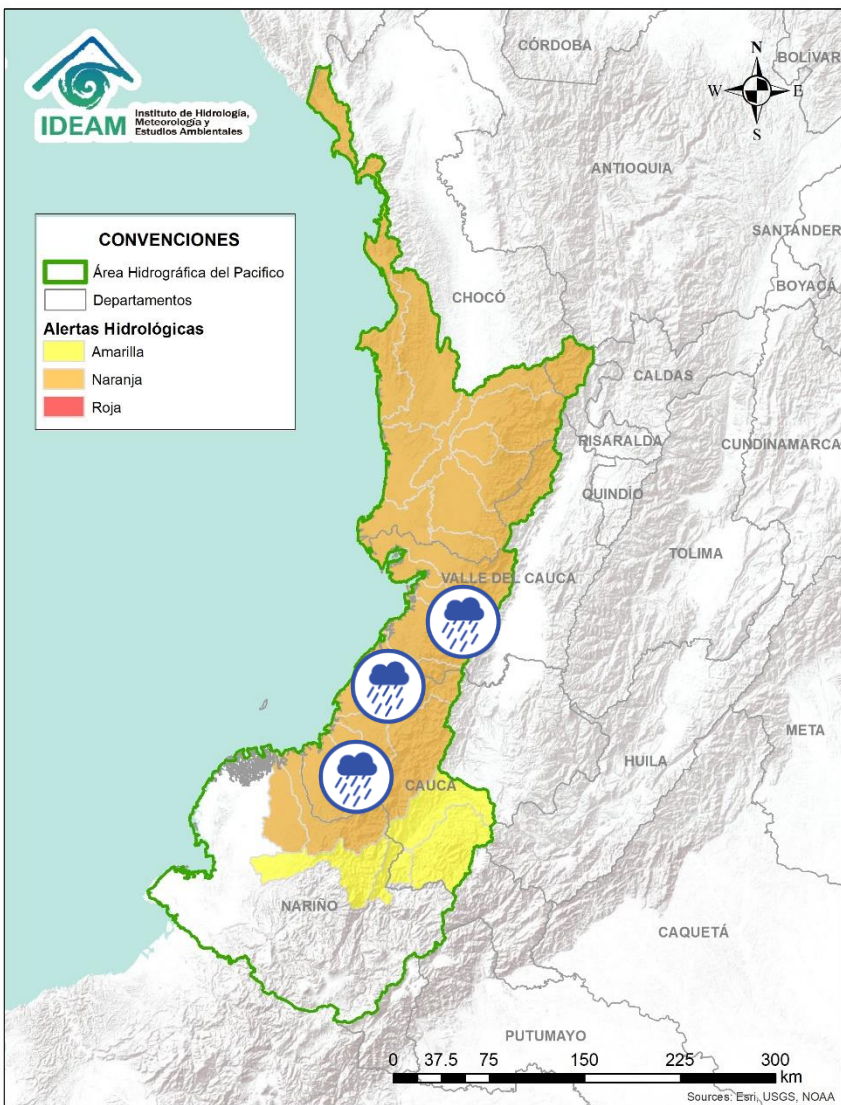 IDEAM
Instituto de Hidrología,
Meteorología y
Estudios Ambientales
N
W
E
S
CONVENCIONES
Área Hidrográfica del Pacifico
Departamentos
Alertas Hidrológicas
Amarilla
Naranja
Roja
CÓRDOBA
BOLÍVAR
ANTIOQUIA
SANTANDER
BOYACÁ
CHOCÓ
CALDAS
RISARALDA
CUNDINAMARCA
QUINDÍO
TOLIMA
VALLE DEL CAUCA
META
HUILA
CAUCA
NARIÑO
CAQUETÁ
PUTUMAYO
0 37.5 75 150 225 300
km
Sources: Esri, USGS, NOAA